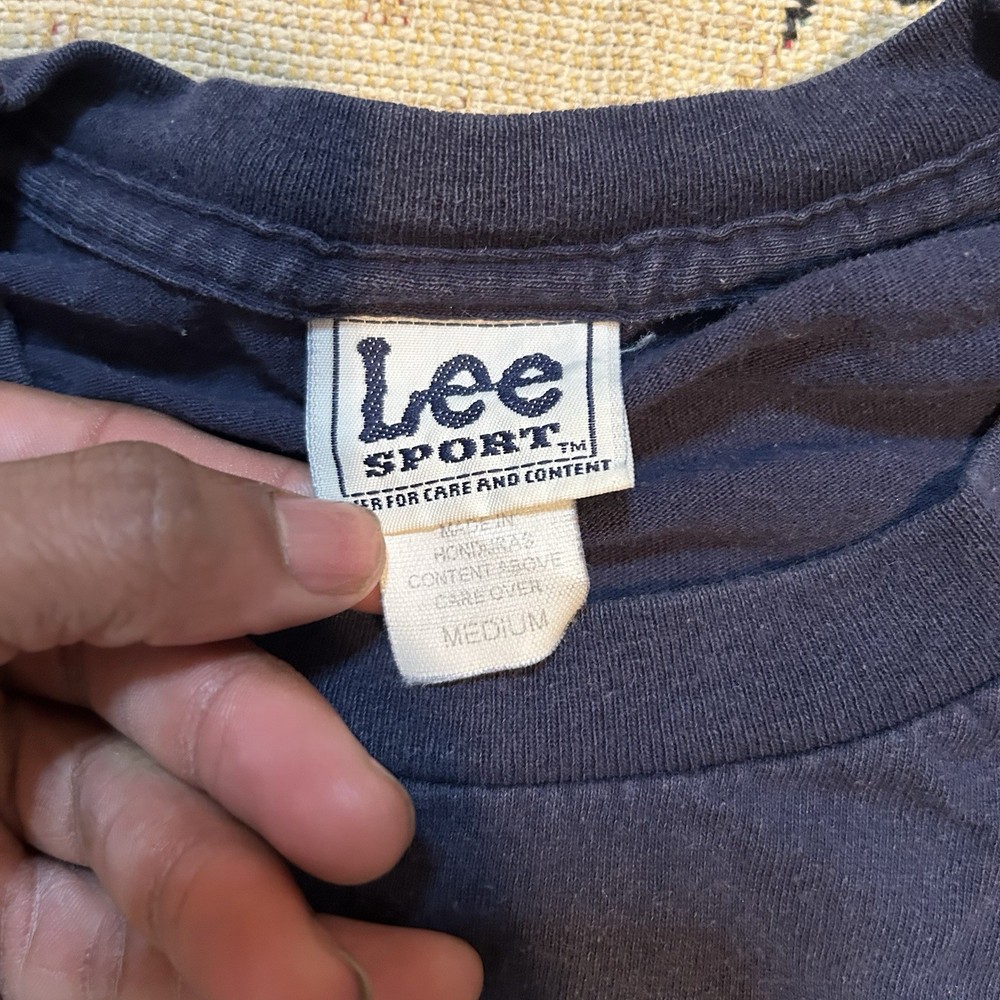 Lee
SPORT™
FOR CARE AND CONTENT
MADE IN
HONDURAS
CONTENT ABOVE
CARE OVER
MEDIUM